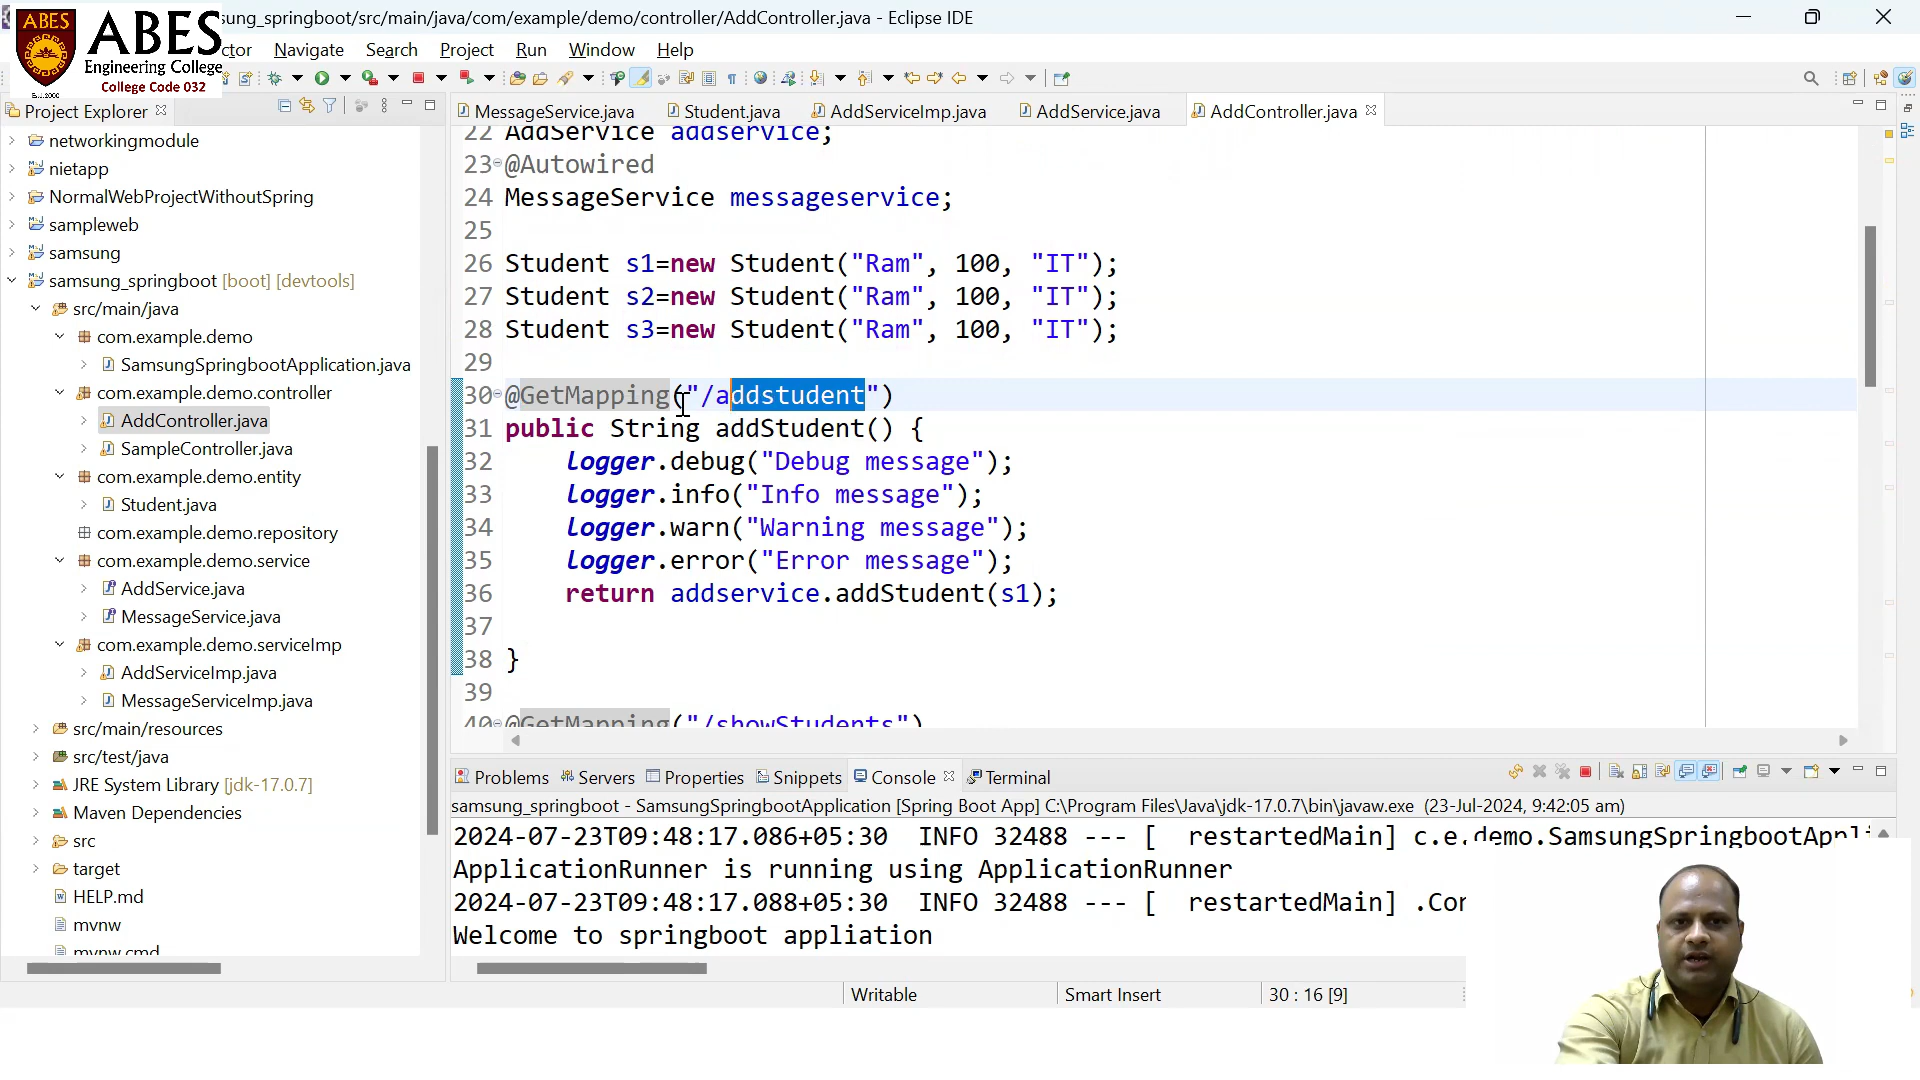 sung_springboot/src/main/java/com/example/demo/controller/AddController.java - Eclipse IDE
ABES
ABES
Engineering College
College Code 032
Est.2000
ctor Navigate Search Project Run Window Help
Project Explorer
MessageService.java Student.java AddServiceImp.java AddService.java AddController.java
networkingmodule
nietapp
NormalWebProjectWithoutSpring
sampleweb
samsung
samsung_springboot [boot] [devtools]
src/main/java
com.example.demo
SamsungSpringbootApplication.java
com.example.demo.controller
AddController.java
SampleController.java
com.example.demo.entity
Student.java
com.example.demo.repository
com.example.demo.service
AddService.java
MessageService.java
com.example.demo.serviceImp
AddServiceImp.java
MessageServiceImp.java
src/main/resources
src/test/java
JRE System Library [jdk-17.0.7]
Maven Dependencies
src
target
HELP.md
mvnw
mvnw.cmd
22 AddService addservice;
23 @Autowired
24 MessageService messageservice;
25
26 Student s1=new Student("Ram", 100, "IT");
27 Student s2=new Student("Ram", 100, "IT");
28 Student s3=new Student("Ram", 100, "IT");
29
30 @GetMapping("/addstudent")
31 public String addStudent() {
32 logger.debug("Debug message");
33 logger.info("Info message");
34 logger.warn("Warning message");
35 logger.error("Error message");
36 return addservice.addStudent(s1);
37
38 }
39
40 @GetMapping("/showStudents")
Problems Servers Properties Snippets Console Terminal
samsung_springboot - SamsungSpringbootApplication [Spring Boot App] C:\Program Files\Java\jdk-17.0.7\bin\javaw.exe (23-Jul-2024, 9:42:05 am)
2024-07-23T09:48:17.086+05:30 INFO 32488 --- [ restartedMain] c.e.demo.SamsungSpringbootAppli
ApplicationRunner is running using ApplicationRunner
2024-07-23T09:48:17.088+05:30 INFO 32488 --- [ restartedMain] .Con
Welcome to springboot appliation
Writable Smart Insert 30 : 16 [9]